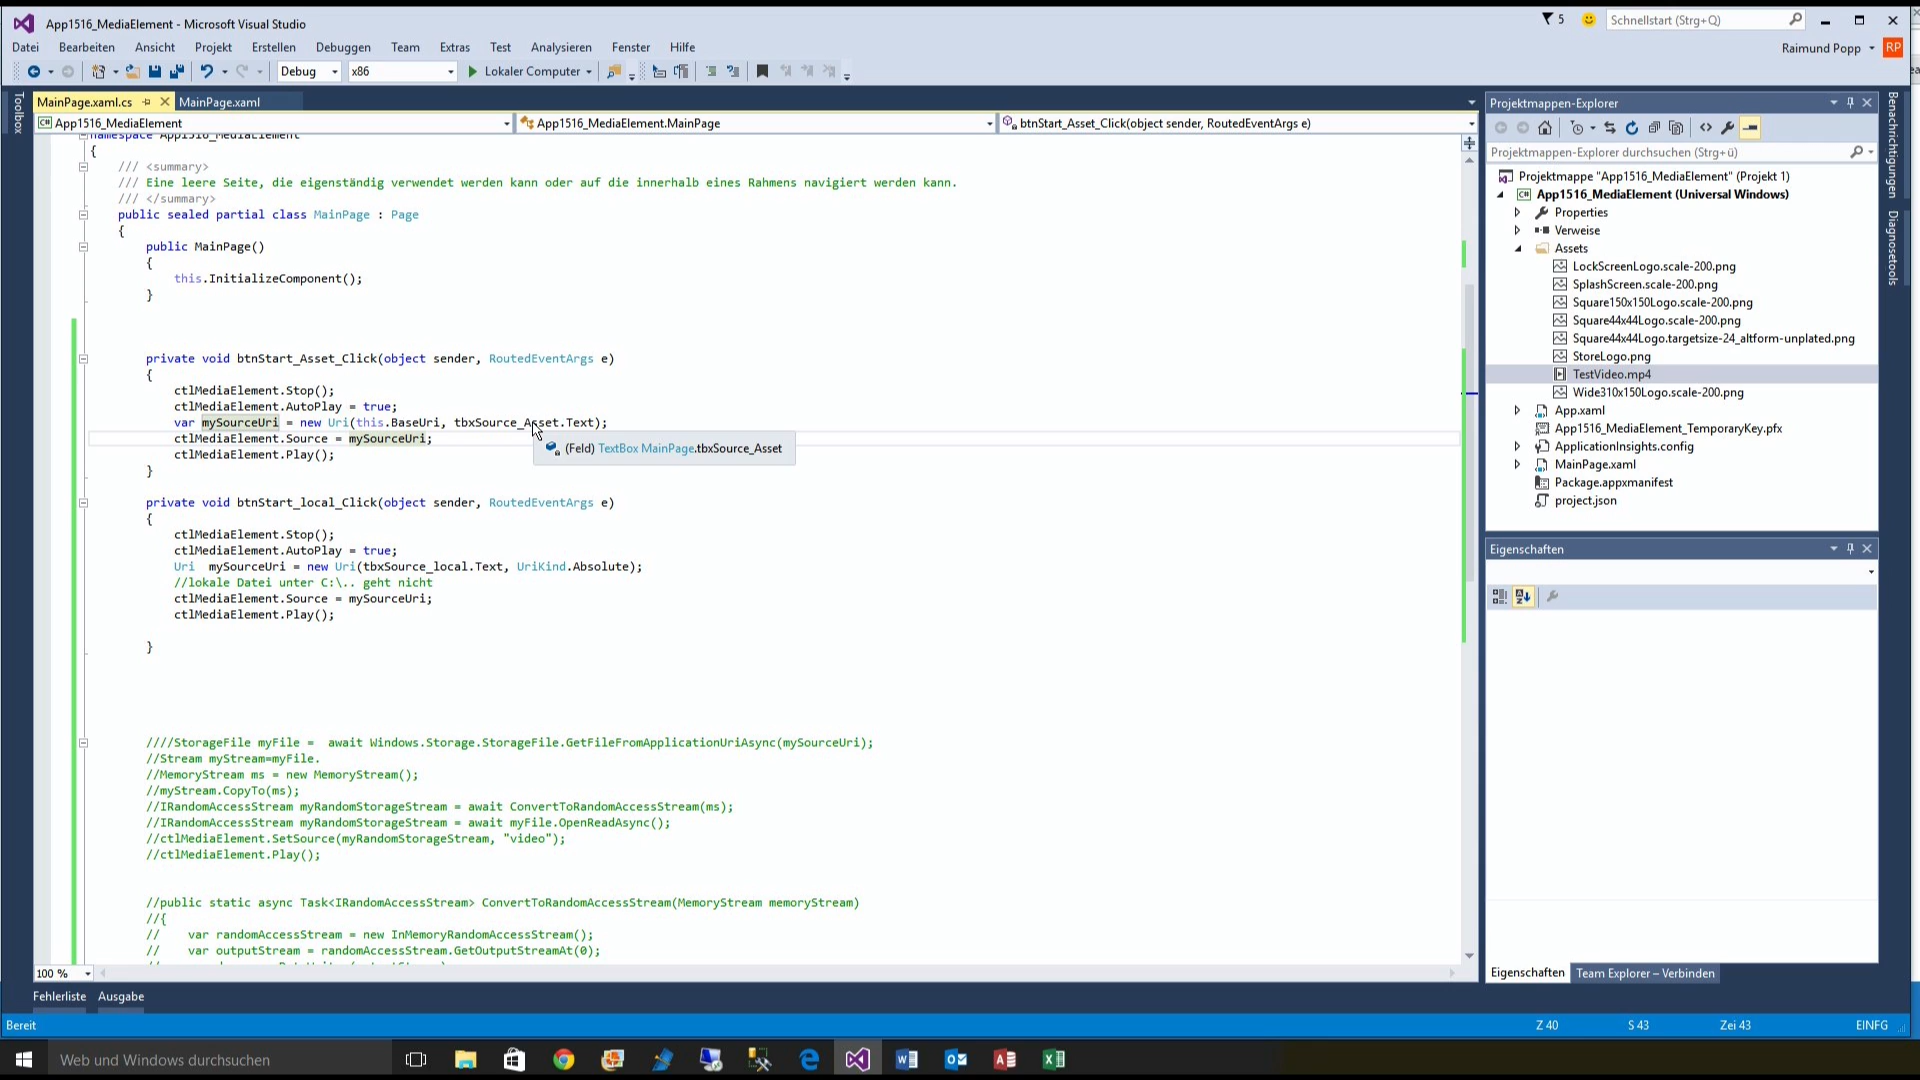 App1516_MediaElement - Microsoft Visual Studio
5
Schnellstart (Strg+Q)
Datei Bearbeiten Ansicht Projekt Erstellen Debuggen Team Extras Test Analysieren Fenster Hilfe
Raimund Popp RP
Debug x86 Lokaler Computer
Toolbox
MainPage.xaml.cs MainPage.xaml
App1516_MediaElement App1516_MediaElement.MainPage btnStart_Asset_Click(object sender, RoutedEventArgs e)
namespace App1516_MediaElement
{
/// <summary>
/// Eine leere Seite, die eigenständig verwendet werden kann oder auf die innerhalb eines Rahmens navigiert werden kann.
/// </summary>
public sealed partial class MainPage : Page
{
public MainPage()
{
this.InitializeComponent();
}
private void btnStart_Asset_Click(object sender, RoutedEventArgs e)
{
ctlMediaElement.Stop();
ctlMediaElement.AutoPlay = true;
var mySourceUri = new Uri(this.BaseUri, tbxSource_Asset.Text);
ctlMediaElement.Source = mySourceUri;
(Feld) TextBox MainPage.tbxSource_Asset
ctlMediaElement.Play();
}
private void btnStart_local_Click(object sender, RoutedEventArgs e)
{
ctlMediaElement.Stop();
ctlMediaElement.AutoPlay = true;
Uri mySourceUri = new Uri(tbxSource_local.Text, UriKind.Absolute);
//lokale Datei unter C:\.. geht nicht
ctlMediaElement.Source = mySourceUri;
ctlMediaElement.Play();
}
////StorageFile myFile = await Windows.Storage.StorageFile.GetFileFromApplicationUriAsync(mySourceUri);
//Stream myStream=myFile.
//MemoryStream ms = new MemoryStream();
//myStream.CopyTo(ms);
//IRandomAccessStream myRandomStorageStream = await ConvertToRandomAccessStream(ms);
//IRandomAccessStream myRandomStorageStream = await myFile.OpenReadAsync();
//ctlMediaElement.SetSource(myRandomStorageStream, "video");
//ctlMediaElement.Play();
//public static async Task<IRandomAccessStream> ConvertToRandomAccessStream(MemoryStream memoryStream)
//{
// var randomAccessStream = new InMemoryRandomAccessStream();
// var outputStream = randomAccessStream.GetOutputStreamAt(0);
100 %
Fehlerliste Ausgabe
Projektmappen-Explorer
Projektmappen-Explorer durchsuchen (Strg+ü)
Projektmappe "App1516_MediaElement" (Projekt 1)
App1516_MediaElement (Universal Windows)
Properties
Verweise
Assets
LockScreenLogo.scale-200.png
SplashScreen.scale-200.png
Square150x150Logo.scale-200.png
Square44x44Logo.scale-200.png
Square44x44Logo.targetsize-24_altform-unplated.png
StoreLogo.png
TestVideo.mp4
Wide310x150Logo.scale-200.png
App.xaml
App1516_MediaElement_TemporaryKey.pfx
ApplicationInsights.config
MainPage.xaml
Package.appxmanifest
project.json
Eigenschaften
Eigenschaften Team Explorer – Verbinden
Benachrichtigungen
Diagnosetools
Bereit Z 40 S 43 Zei 43 EINFG
Web und Windows durchsuchen